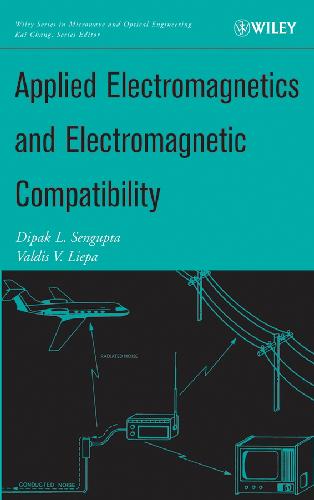 Wiley Series in Microwave and Optical Engineering
Kai Chang, Series Editor
WILEY
Applied Electromagnetics
and Electromagnetic
Compatibility
Dipak L. Sengupta
Valdis V. Liepa
RADIATED NOISE
CONDUCTED NOISE